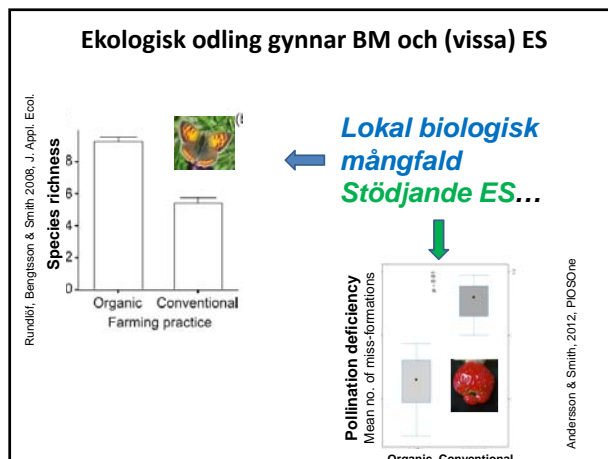 Ekologisk odling gynnar BM och (vissa) ES
Rundlöf, Bengtsson & Smith 2008, J. Appl. Ecol.
Species richness
8
6
4
2
0
Organic Conventional
Farming practice
Lokal biologisk
mångfald
Stödjande ES...
Pollination deficiency
Mean no. of miss-formations
Organic Conventional
Andersson & Smith, 2012, PlOSOne